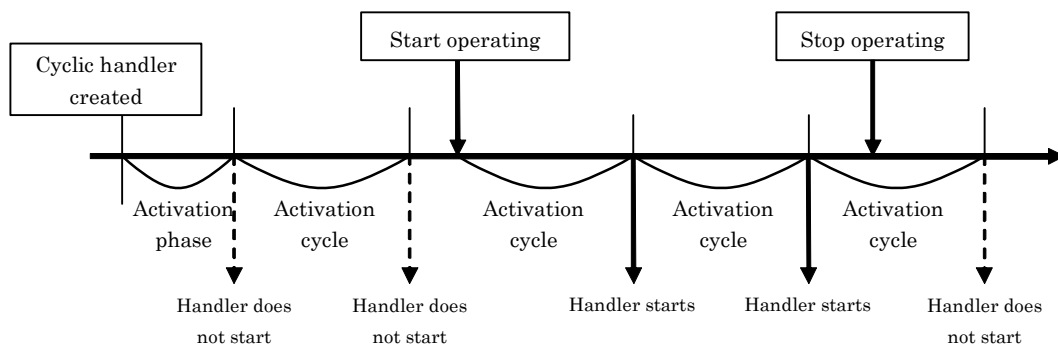 Start operating
Stop operating
Cyclic handler
created
Activation
phase
Activation
cycle
Activation
cycle
Activation
cycle
Activation
cycle
Handler does
not start
Handler does
not start
Handler starts
Handler starts
Handler does
not start